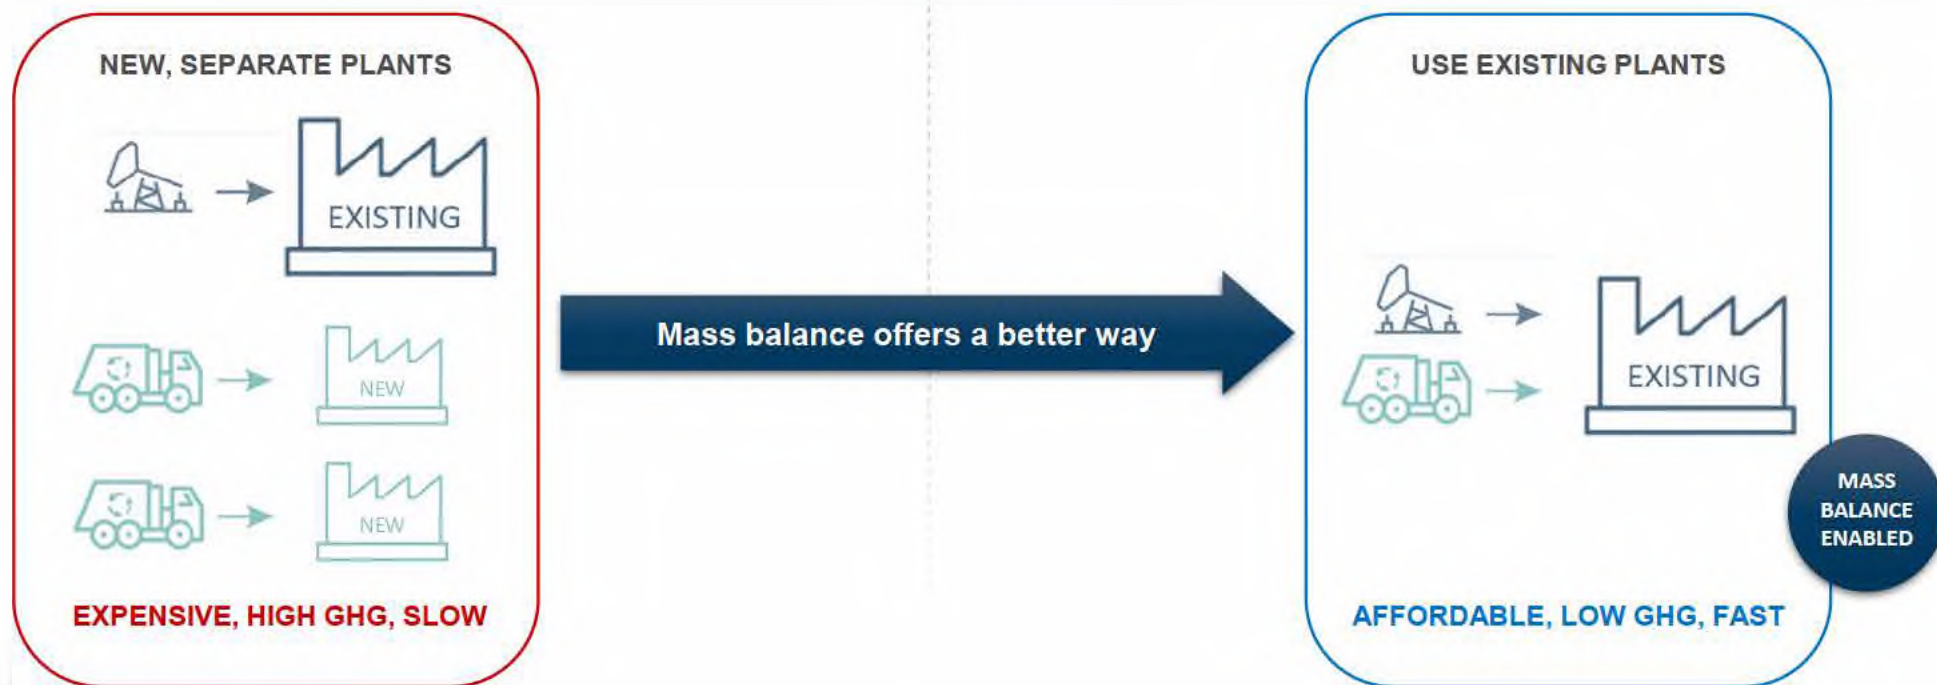 NEW, SEPARATE PLANTS
EXISTING
NEW
NEW
EXPENSIVE, HIGH GHG, SLOW
Mass balance offers a better way
USE EXISTING PLANTS
EXISTING
MASS
BALANCE
ENABLED
AFFORDABLE, LOW GHG, FAST